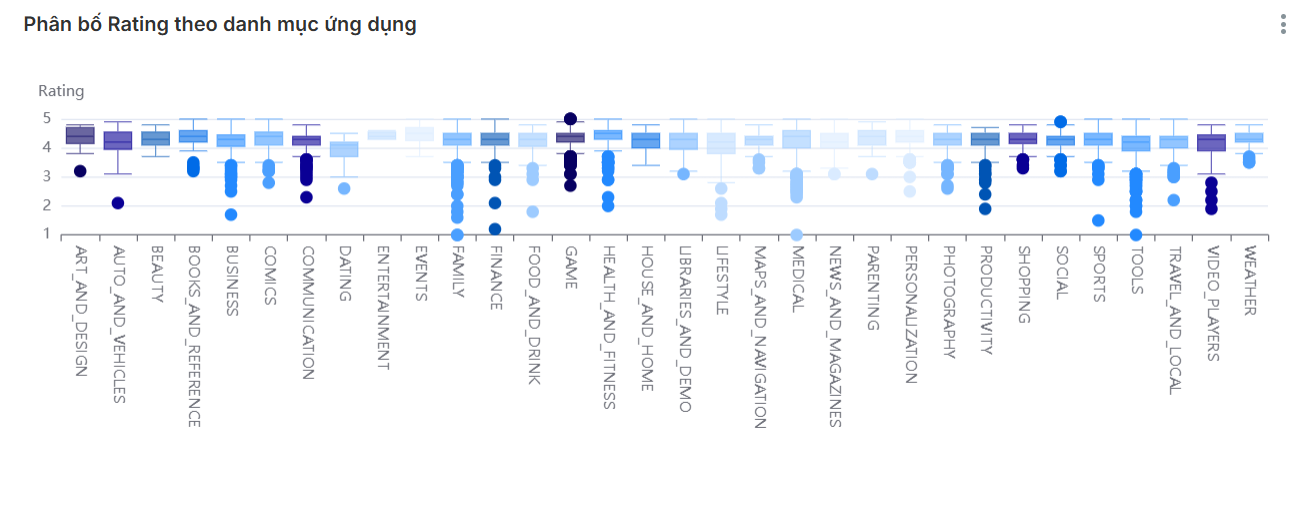 Phân bố Rating theo danh mục ứng dụng
Rating
5
4
3
2
1
ART_AND_DESIGN
AUTO_AND_VEHICLES
BEAUTY
BOOKS_AND_REFERENCE
BUSINESS
COMICS
COMMUNICATION
DATING
ENTERTAINMENT
EVENTS
FAMILY
FINANCE
FOOD_AND_DRINK
GAME
HEALTH_AND_FITNESS
HOUSE_AND_HOME
LIBRARIES_AND_DEMO
LIFESTYLE
MAPS_AND_NAVIGATION
MEDICAL
NEWS_AND_MAGAZINES
PARENTING
PERSONALIZATION
PHOTOGRAPHY
PRODUCTIVITY
SHOPPING
SOCIAL
SPORTS
TOOLS
TRAVEL_AND_LOCAL
VIDEO_PLAYERS
WEATHER